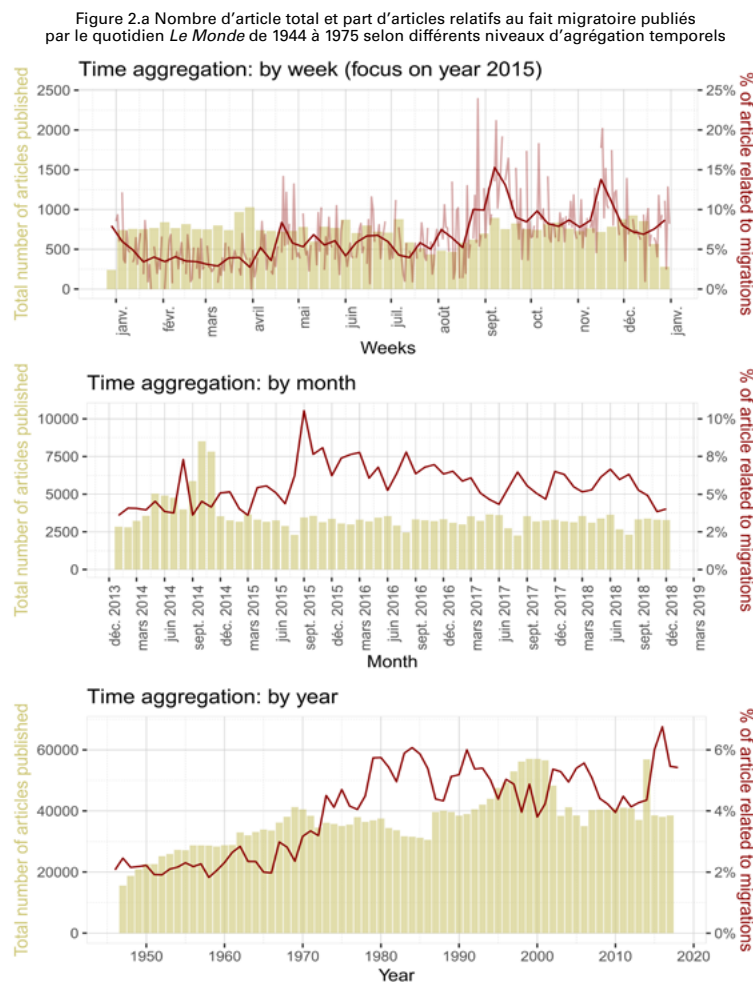 Figure 2.a Nombre d’article total et part d’articles relatifs au fait migratoire publiés
par le quotidien Le Monde de 1944 à 1975 selon différents niveaux d’agrégation temporels
Time aggregation: by week (focus on year 2015)
Total number of articles published
2500
2000
1500
1000
500
0
25%
20%
15%
10%
5%
0%
% of article related to migrations
janv.
févr.
mars
avril
mai
juin
juil.
août
sept.
oct.
nov.
déc.
janv.
Weeks
Time aggregation: by month
Total number of articles published
10000
7500
5000
2500
0
10%
8%
5%
2%
0%
% of article related to migrations
déc. 2013
mars 2014
juin 2014
sept. 2014
déc. 2014
mars 2015
juin 2015
sept. 2015
déc. 2015
mars 2016
juin 2016
sept. 2016
déc. 2016
mars 2017
juin 2017
sept. 2017
déc. 2017
mars 2018
juin 2018
sept. 2018
déc. 2018
mars 2019
Month
Time aggregation: by year
Total number of articles published
60000
40000
20000
0
6%
4%
2%
0%
% of article related to migrations
1950
1960
1970
1980
1990
2000
2010
2020
Year